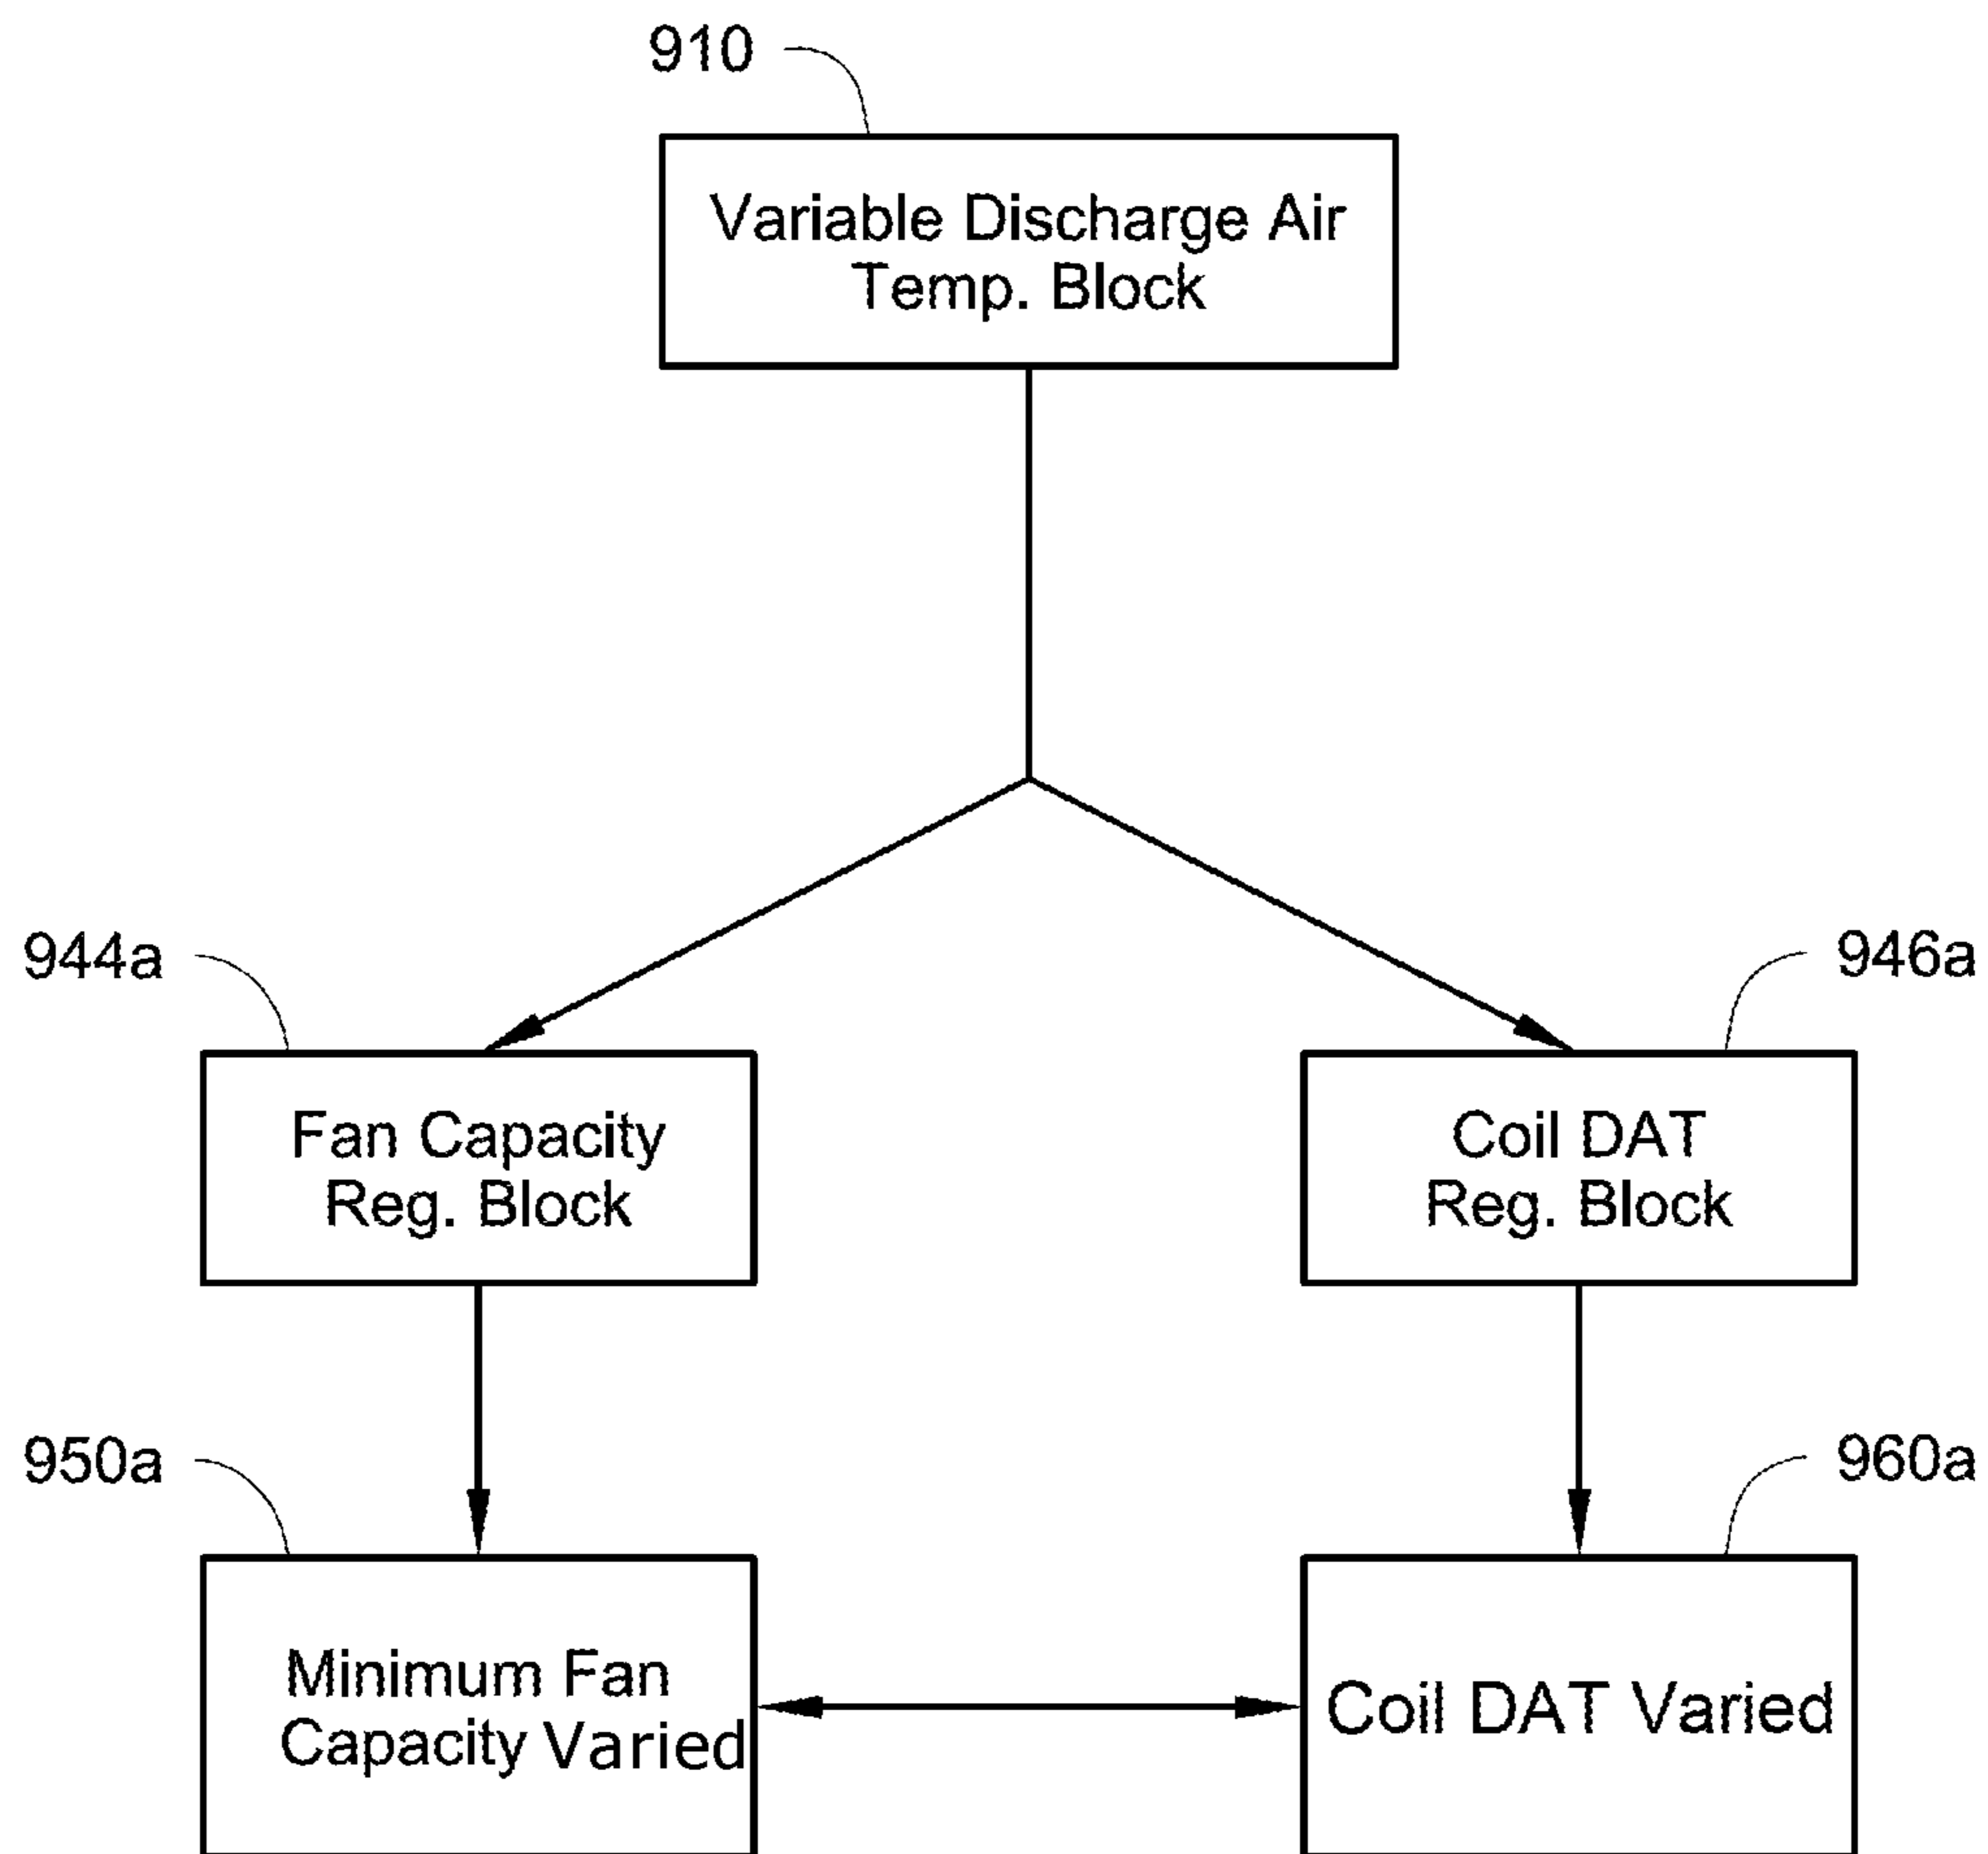 910
Variable Discharge Air
Temp. Block
944a
946a
Fan Capacity
Reg. Block
Coil DAT
Reg. Block
950a
960a
Minimum Fan
Capacity Varied
Coil DAT Varied